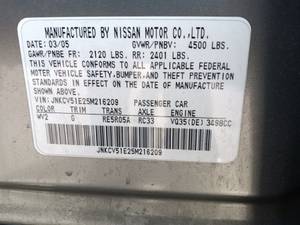 MANUFACTURED BY NISSAN MOTOR CO.,LTD.
DATE: 03/05 GVWR/PNBV: 4500 LBS.
GAWR/PNBE FR: 2120 LBS. RR: 2401 LBS.
THIS VEHICLE CONFORMS TO ALL APPLICABLE FEDERAL
MOTOR VEHICLE SAFETY, BUMPER, AND THEFT PREVENTION
STANDARDS IN EFFECT ON THE DATE OF MANUFACTURE
SHOWN ABOVE.
VIN: JNKCV51E25M216209 PASSENGER CAR
COLOR TRIM TRANS AXLE ENGINE
WV2 G RE5R05A RC33 VQ35(DE) 3498CC
JNKCV51E25M216209